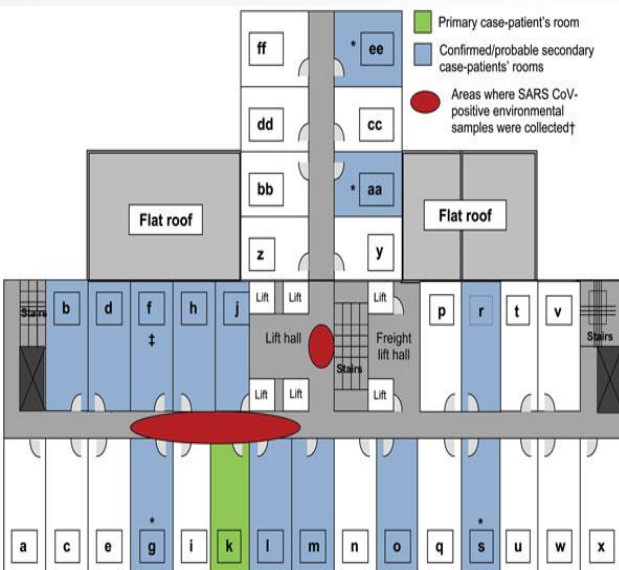 Primary case-patient's room
Confirmed/probable secondary
case-patients' rooms
Areas where SARS CoV-
positive environmental
samples were collected†
ff
* ee
dd
cc
bb
* aa
Flat roof
Flat roof
z
y
Stairs
b
d
f
h
j
‡
Lift
Lift
Lift
Lift hall
Stairs
Freight
lift hall
Lift
Lift
Lift
p
r
t
v
Stairs
*
*
a
c
e
g
i
k
l
m
n
o
q
s
u
w
x